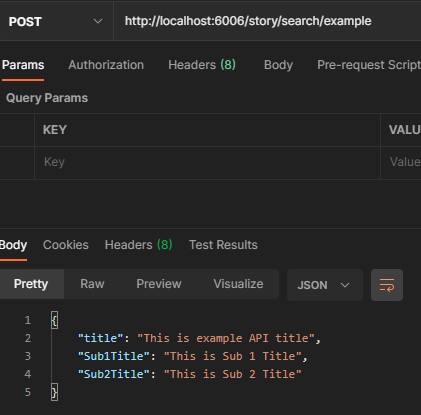 POST http://localhost:6006/story/search/example
Params Authorization Headers (8) Body Pre-request Script
Query Params
KEY VALU
Key Value
Body Cookies Headers (8) Test Results
Pretty Raw Preview Visualize JSON
1 {
2 "title": "This is example API title",
3 "Sub1Title": "This is Sub 1 Title",
4 "Sub2Title": "This is Sub 2 Title"
5 }